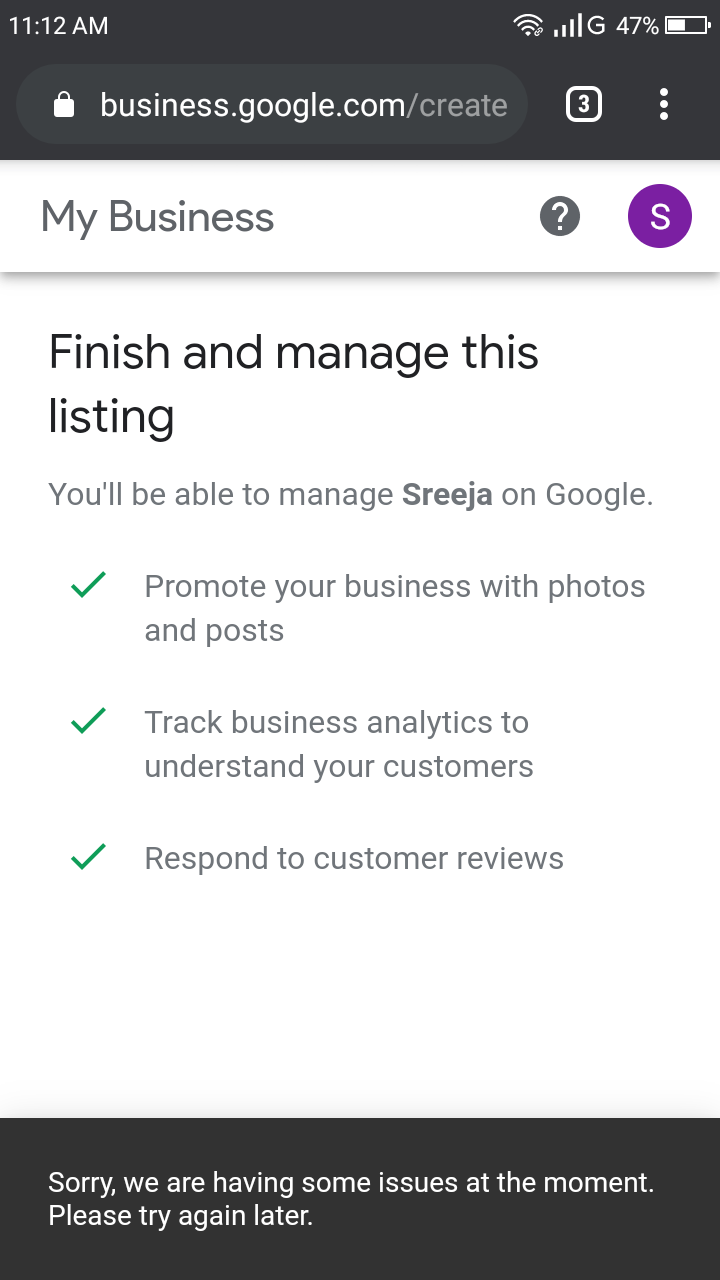 11:12 AM G 47%
business.google.com/create 3
My Business ? S
Finish and manage this
listing
You'll be able to manage Sreeja on Google.
Promote your business with photos
and posts
Track business analytics to
understand your customers
Respond to customer reviews
Sorry, we are having some issues at the moment.
Please try again later.